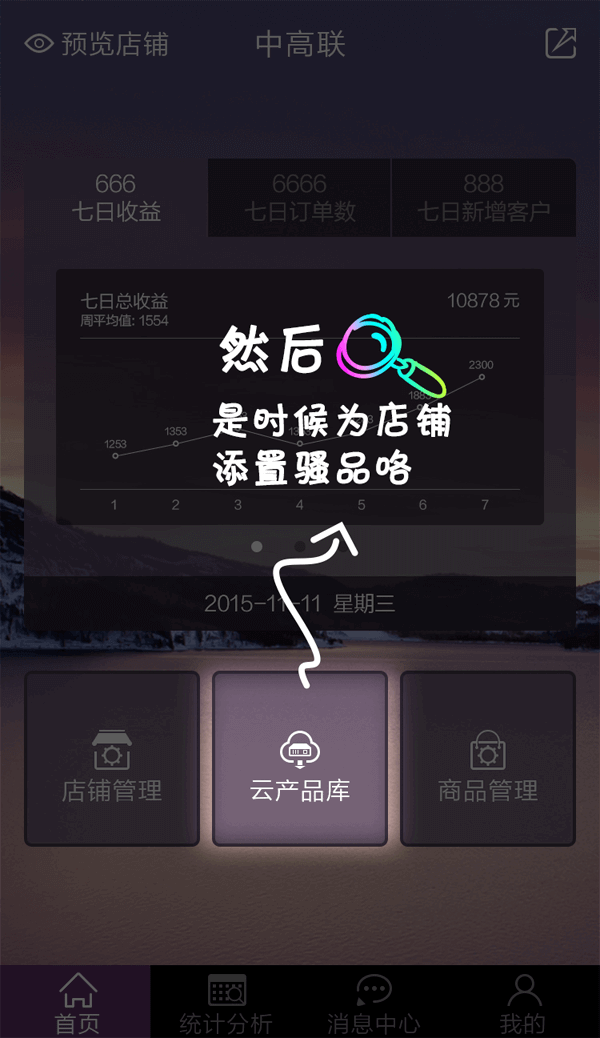 预览店铺
中高联
666
七日收益
6666
七日订单数
888
七日新增客户
七日总收益
10878 元
周平均值: 1554
然后
是时候为店铺
添置骚品咯
2300
1253
1353
1
2
3
4
5
6
7
2015-11-11 星期三
店铺管理
云产品库
商品管理
首页
统计分析
消息中心
我的